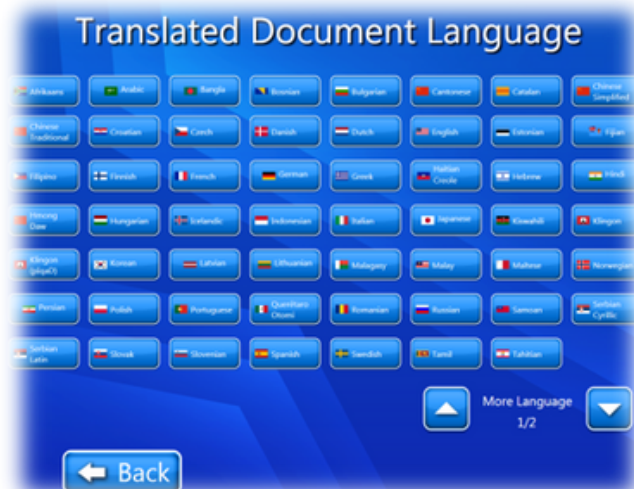 Translated Document Language
Afrikaans Arabic Bangla Bosnian Bulgarian Cantonese Catalan Chinese Simplified
Chinese Traditional Croatian Czech Danish Dutch English Estonian Fijian
Filipino Finnish French German Greek Haitian Creole Hebrew Hindi
Hmong Daw Hungarian Icelandic Indonesian Italian Japanese Kiswahili Klingon
Klingon (pIqaD) Korean Latvian Lithuanian Malagasy Malay Maltese Norwegian
Persian Polish Portuguese Querétaro Otomi Romanian Russian Samoan Serbian Cyrillic
Serbian Latin Slovak Slovenian Spanish Swedish Tamil Tahitian
More Language
1/2
Back